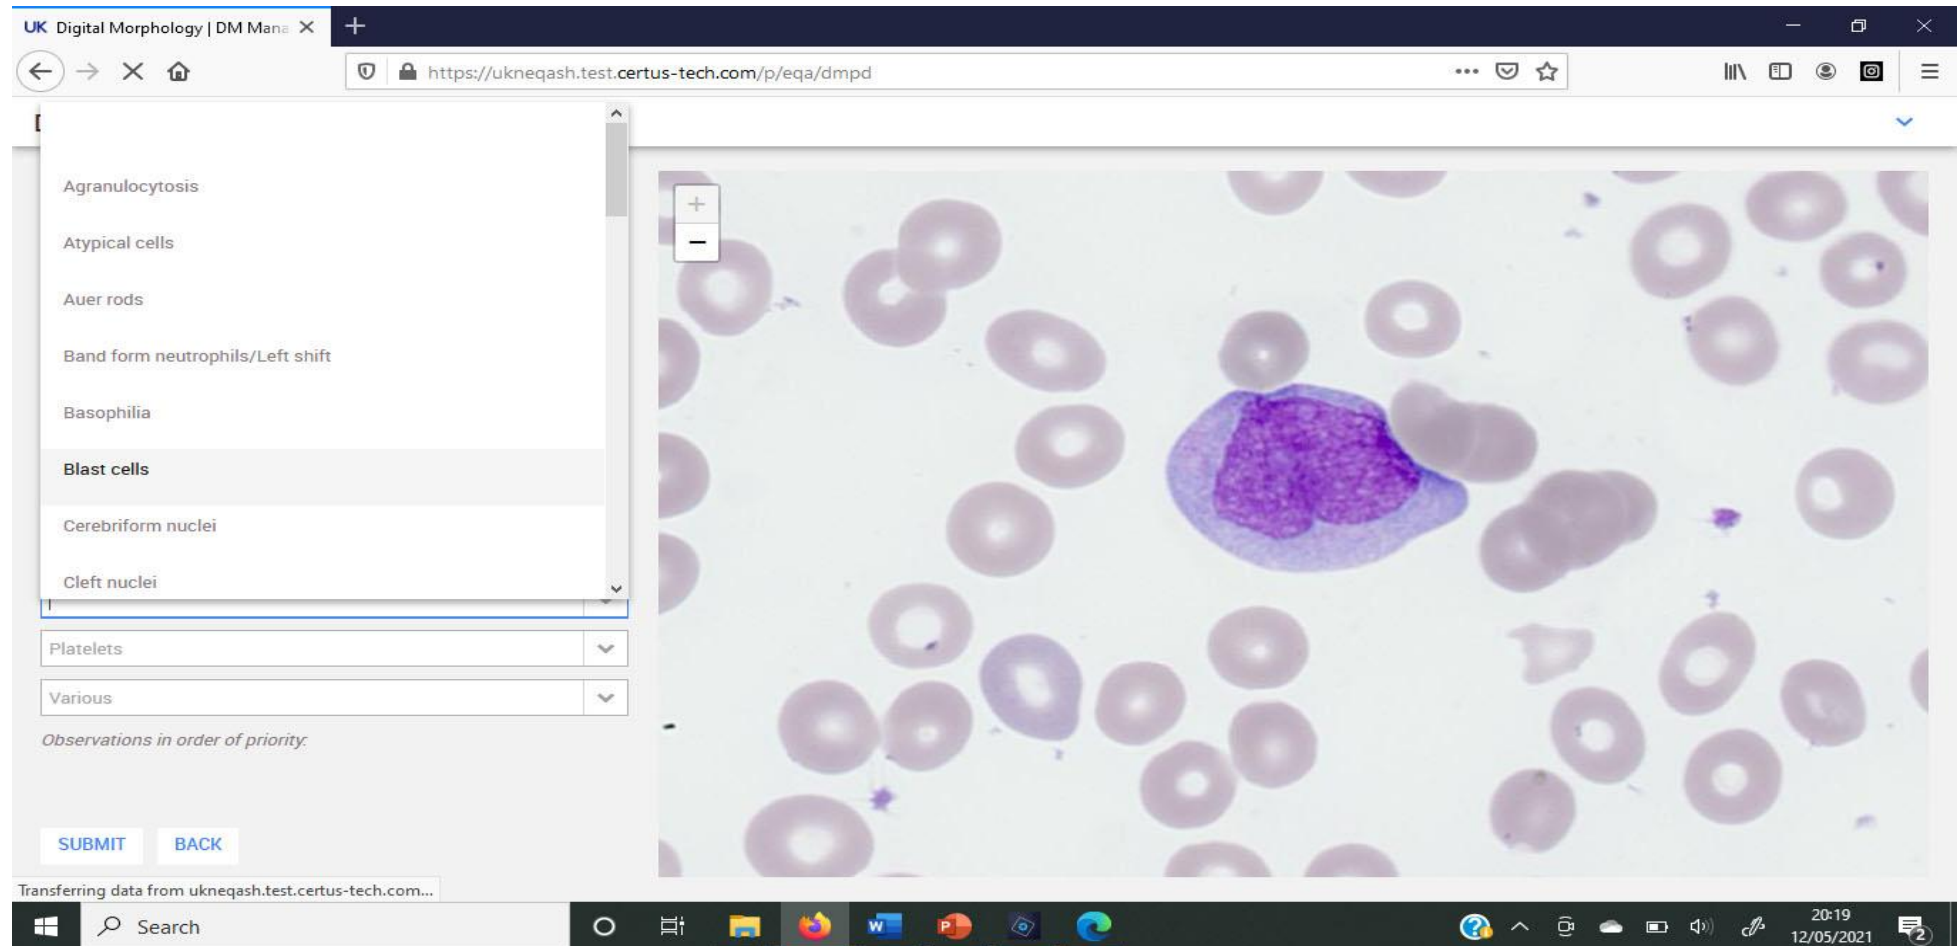 UK Digital Morphology | DM Mana
https://ukneqash.test.certus-tech.com/p/eqa/dmpd
Agranulocytosis
Atypical cells
Auer rods
Band form neutrophils/Left shift
Basophilia
Blast cells
Cerebriform nuclei
Cleft nuclei
Platelets
Various
Observations in order of priority:
SUBMIT BACK
Transferring data from ukneqash.test.certus-tech.com...
Search
20:19
12/05/2021
2